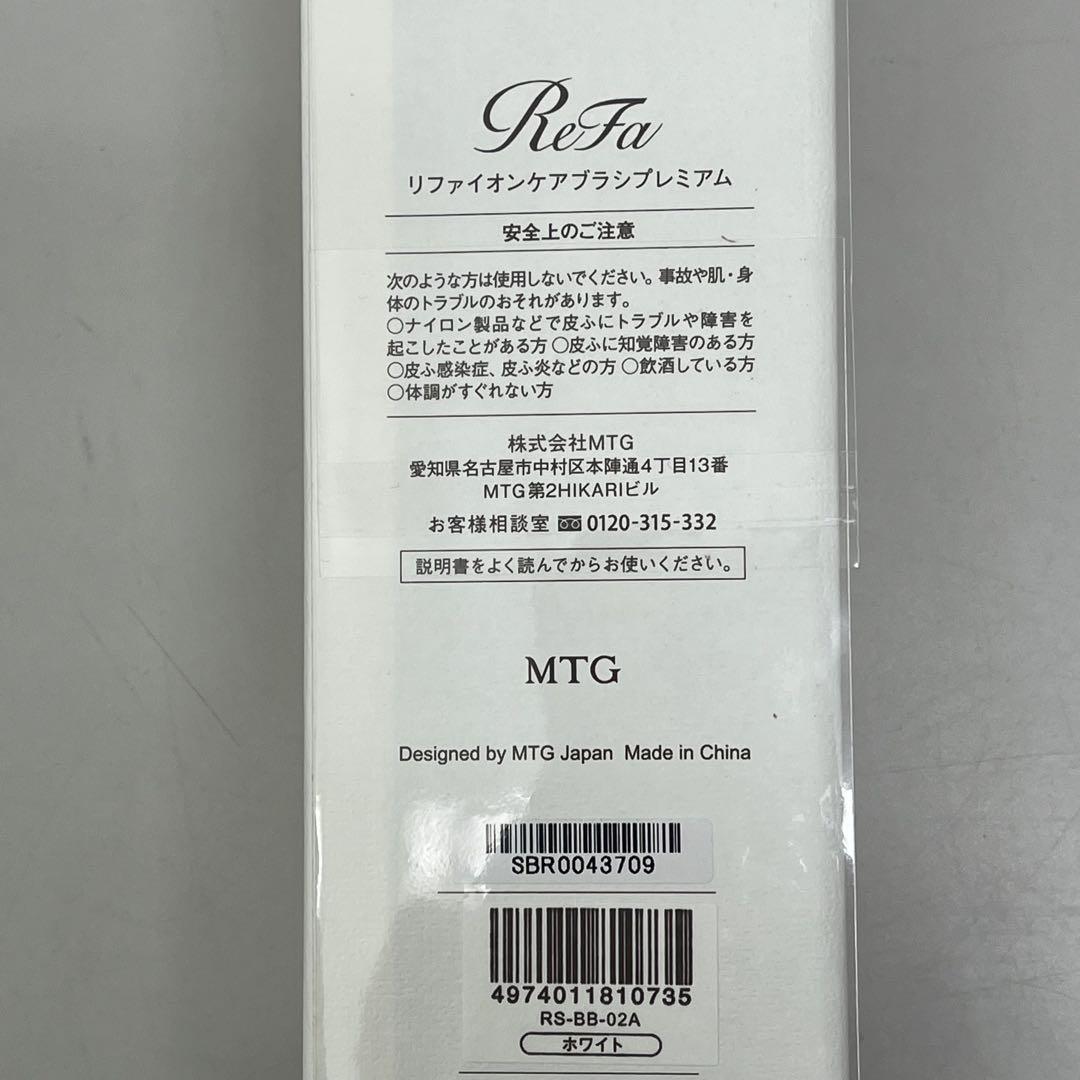 ReFa
リファイオンケアブラシプレミアム
安全上のご注意
次のような方は使用しないでください。事故や肌・身
体のトラブルのおそれがあります。
○ナイロン製品などで皮ふにトラブルや障害を
起こしたことがある方 ○皮ふに知覚障害のある方
○皮ふ感染症、皮ふ炎などの方 ○飲酒している方
○体調がすぐれない方
株式会社MTG
愛知県名古屋市中村区本陣通4丁目13番
MTG第2HIKARIビル
お客様相談室 0120-315-332
説明書をよく読んでからお使いください。
MTG
Designed by MTG Japan Made in China
SBR0043709
4974011810735
RS-BB-02A
ホワイト